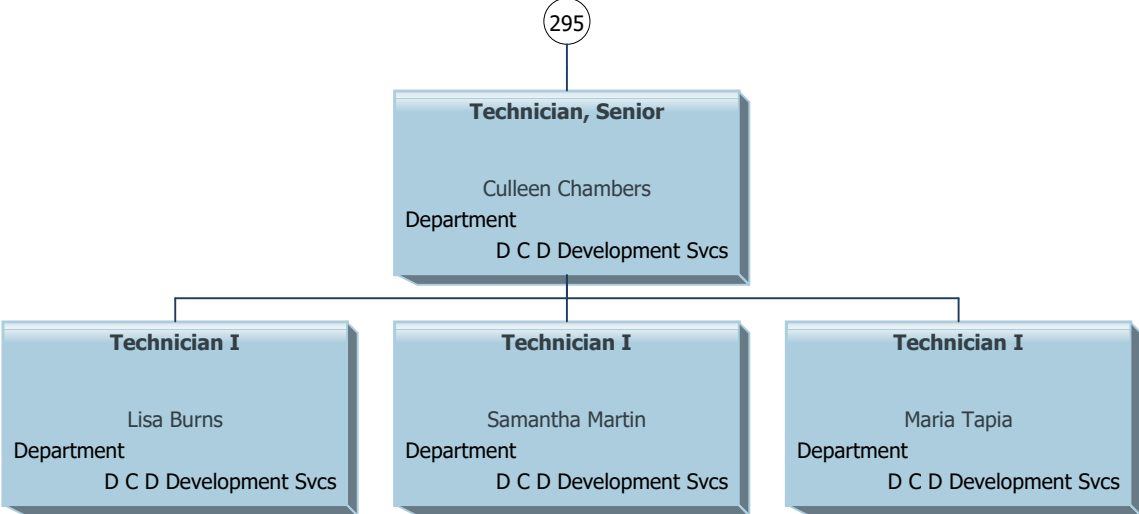 295
Technician, Senior
Culleen Chambers
Department
D C D Development Svcs
Technician I
Lisa Burns
Department
D C D Development Svcs
Technician I
Samantha Martin
Department
D C D Development Svcs
Technician I
Maria Tapia
Department
D C D Development Svcs